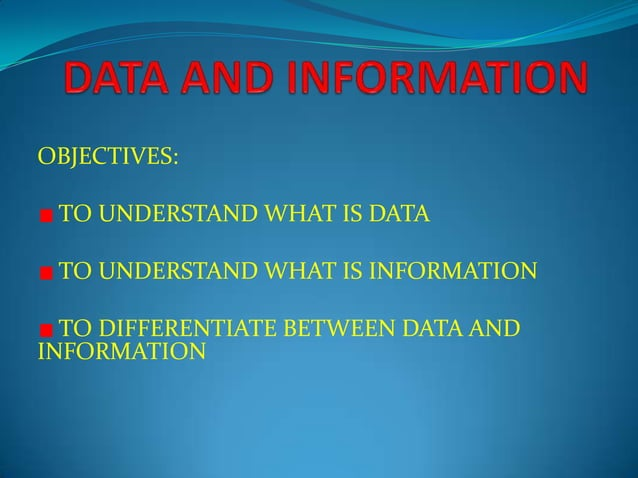 DATA AND INFORMATION
OBJECTIVES:
TO UNDERSTAND WHAT IS DATA
TO UNDERSTAND WHAT IS INFORMATION
TO DIFFERENTIATE BETWEEN DATA AND
INFORMATION